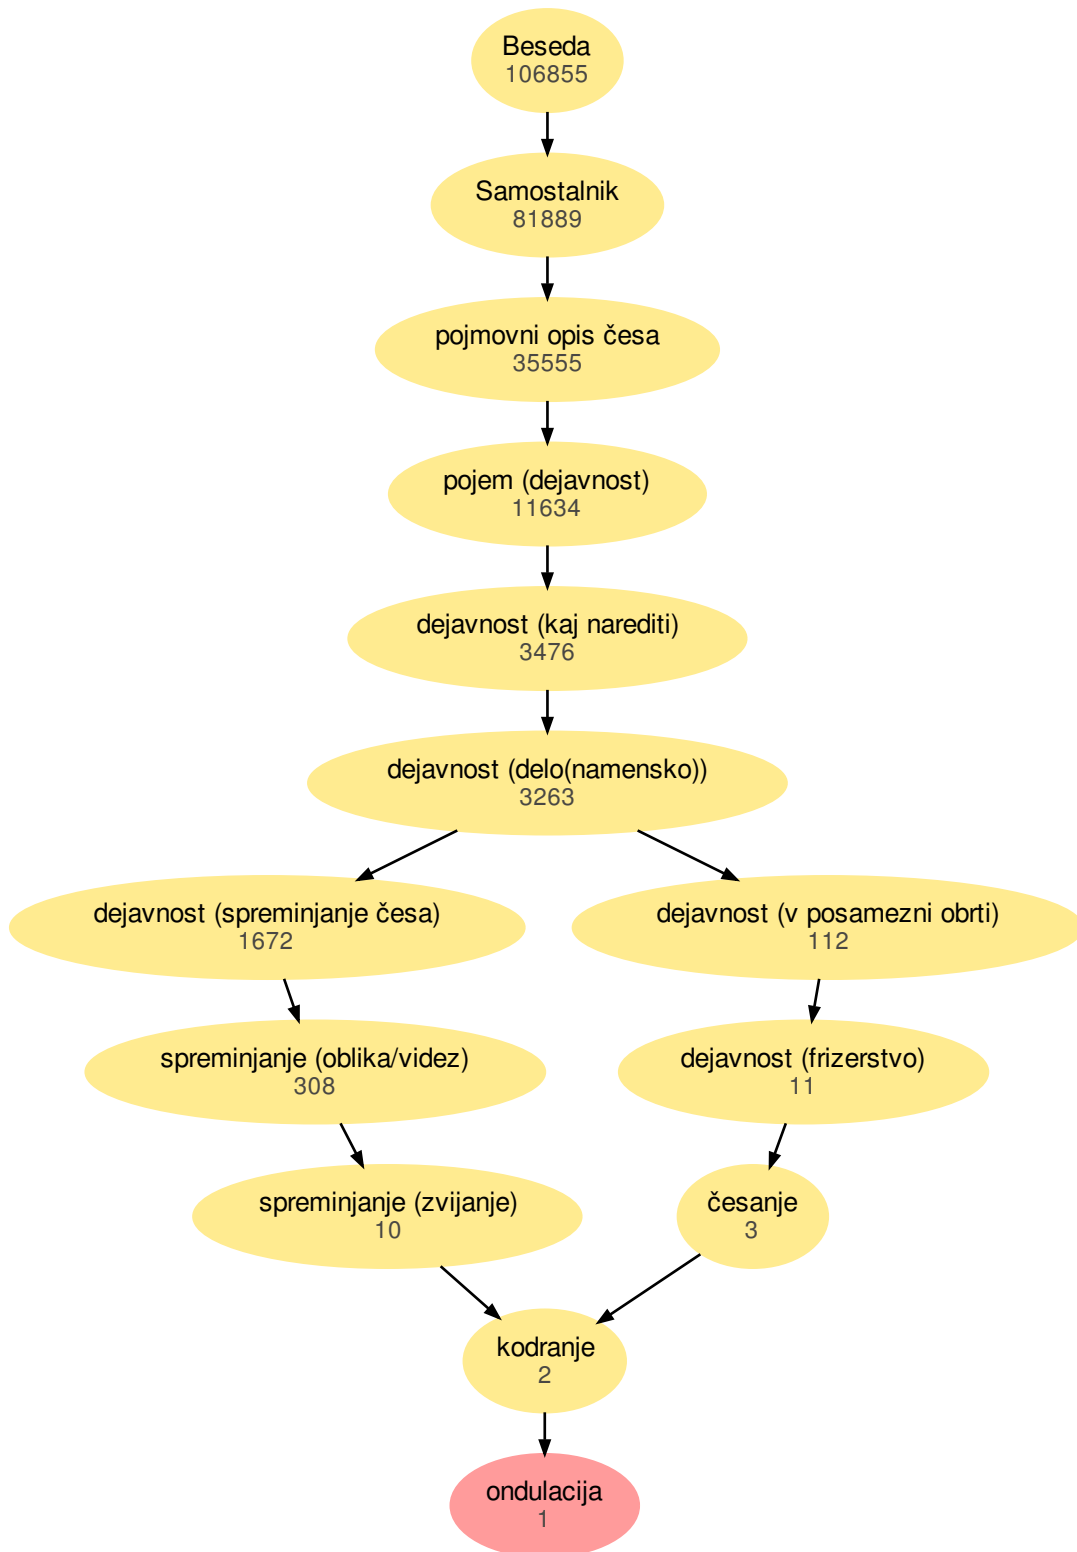 Beseda
106855
Samostalnik
81889
pojmovni opis česa
35555
pojem (dejavnost)
11634
dejavnost (kaj narediti)
3476
dejavnost (delo(namensko))
3263
dejavnost (spreminjanje česa)
1672
dejavnost (v posamezni obrti)
112
spreminjanje (oblika/videz)
308
dejavnost (frizerstvo)
11
spreminjanje (zvijanje)
10
česanje
3
kodranje
2
ondulacija
1